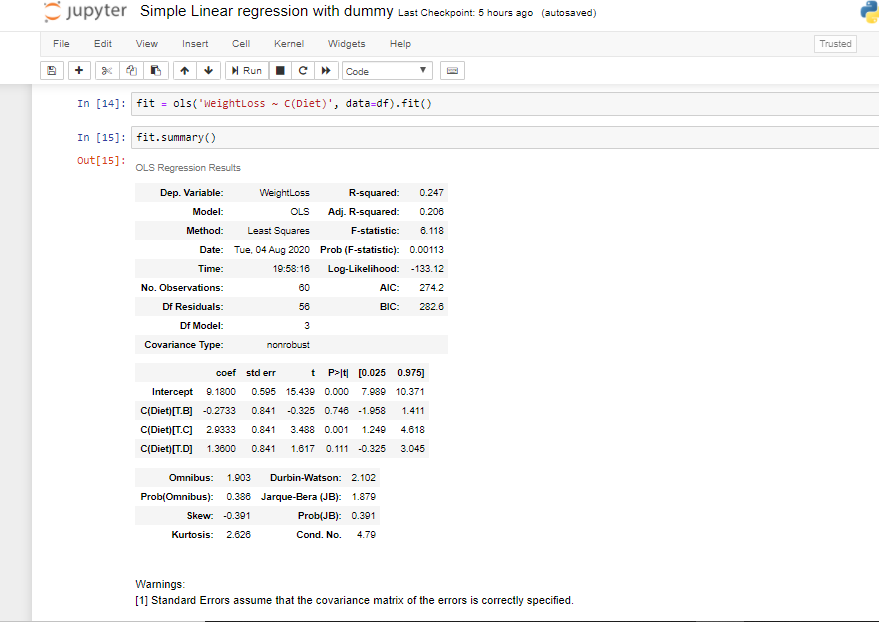 jupyter Simple Linear regression with dummy Last Checkpoint: 5 hours ago (autosaved)
File Edit View Insert Cell Kernel Widgets Help Trusted
Run Code
In [14]: fit = ols('WeightLoss ~ C(Diet)', data=df).fit()
In [15]: fit.summary()
Out[15]:
OLS Regression Results
Dep. Variable: WeightLoss R-squared: 0.247
Model: OLS Adj. R-squared: 0.206
Method: Least Squares F-statistic: 6.118
Date: Tue, 04 Aug 2020 Prob (F-statistic): 0.00113
Time: 19:58:16 Log-Likelihood: -133.12
No. Observations: 60 AIC: 274.2
Df Residuals: 56 BIC: 282.6
Df Model: 3
Covariance Type: nonrobust
coef std err t P>|t| [0.025 0.975]
Intercept 9.1800 0.595 15.439 0.000 7.989 10.371
C(Diet)[T.B] -0.2733 0.841 -0.325 0.746 -1.958 1.411
C(Diet)[T.C] 2.9333 0.841 3.488 0.001 1.249 4.618
C(Diet)[T.D] 1.3600 0.841 1.617 0.111 -0.325 3.045
Omnibus: 1.903 Durbin-Watson: 2.102
Prob(Omnibus): 0.386 Jarque-Bera (JB): 1.879
Skew: -0.391 Prob(JB): 0.391
Kurtosis: 2.626 Cond. No. 4.79
Warnings:
[1] Standard Errors assume that the covariance matrix of the errors is correctly specified.